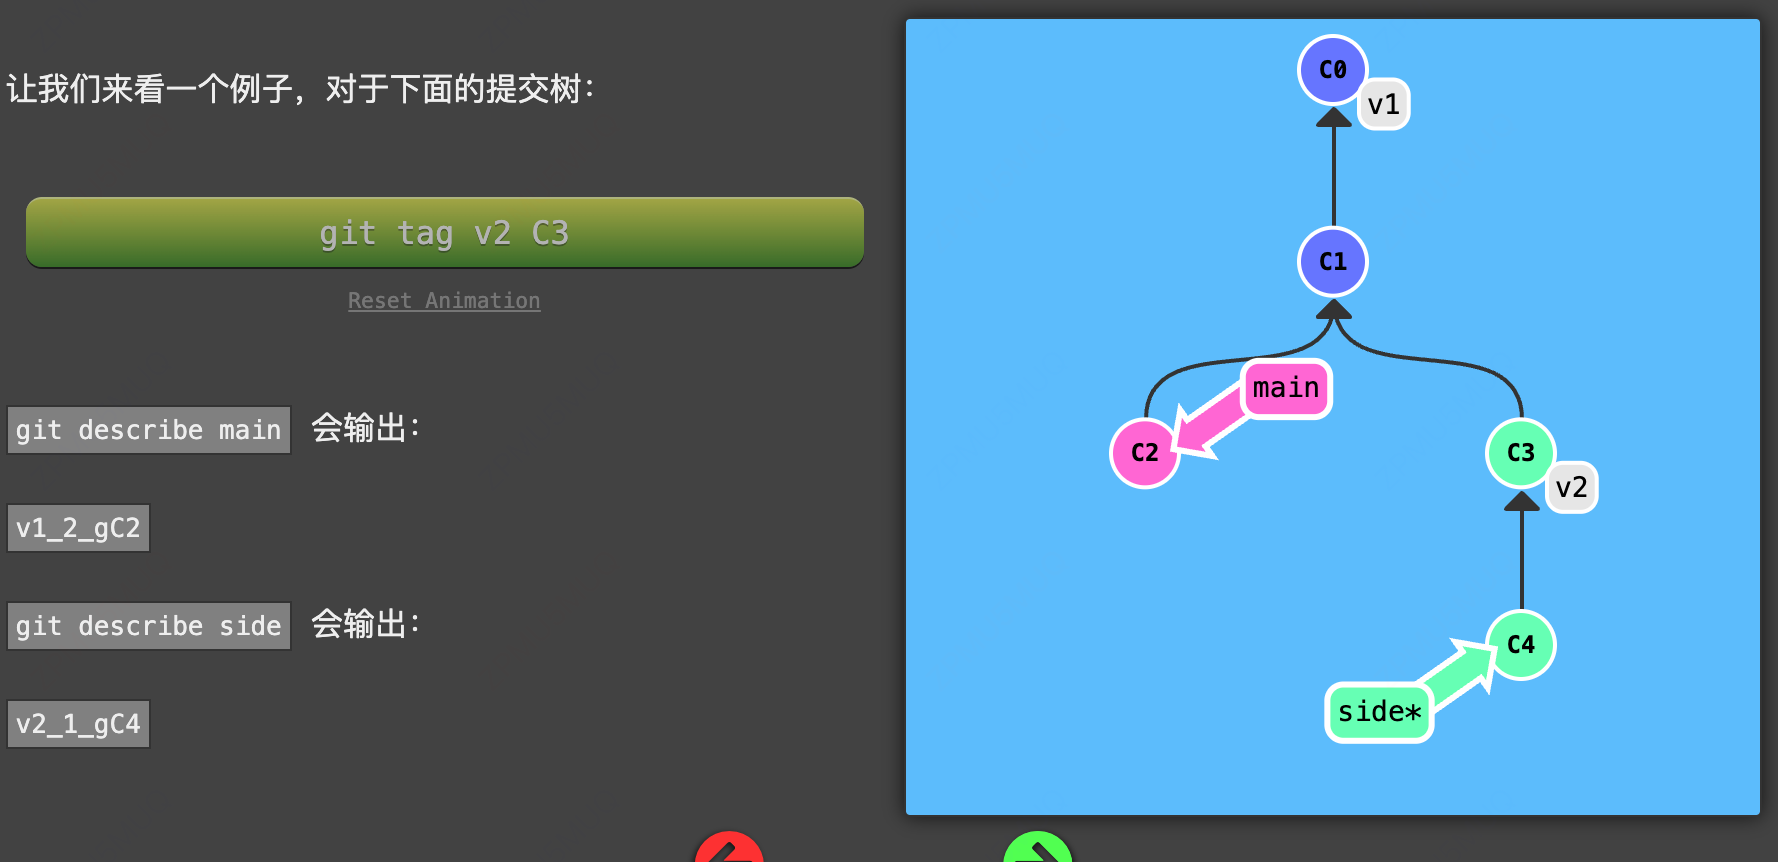 让我们来看一个例子，对于下面的提交树：
git tag v2 C3
Reset Animation
git describe main 会输出：
v1_2_gC2
git describe side 会输出：
v2_1_gC4
C0
v1
C1
main
C2
C3
v2
C4
side*